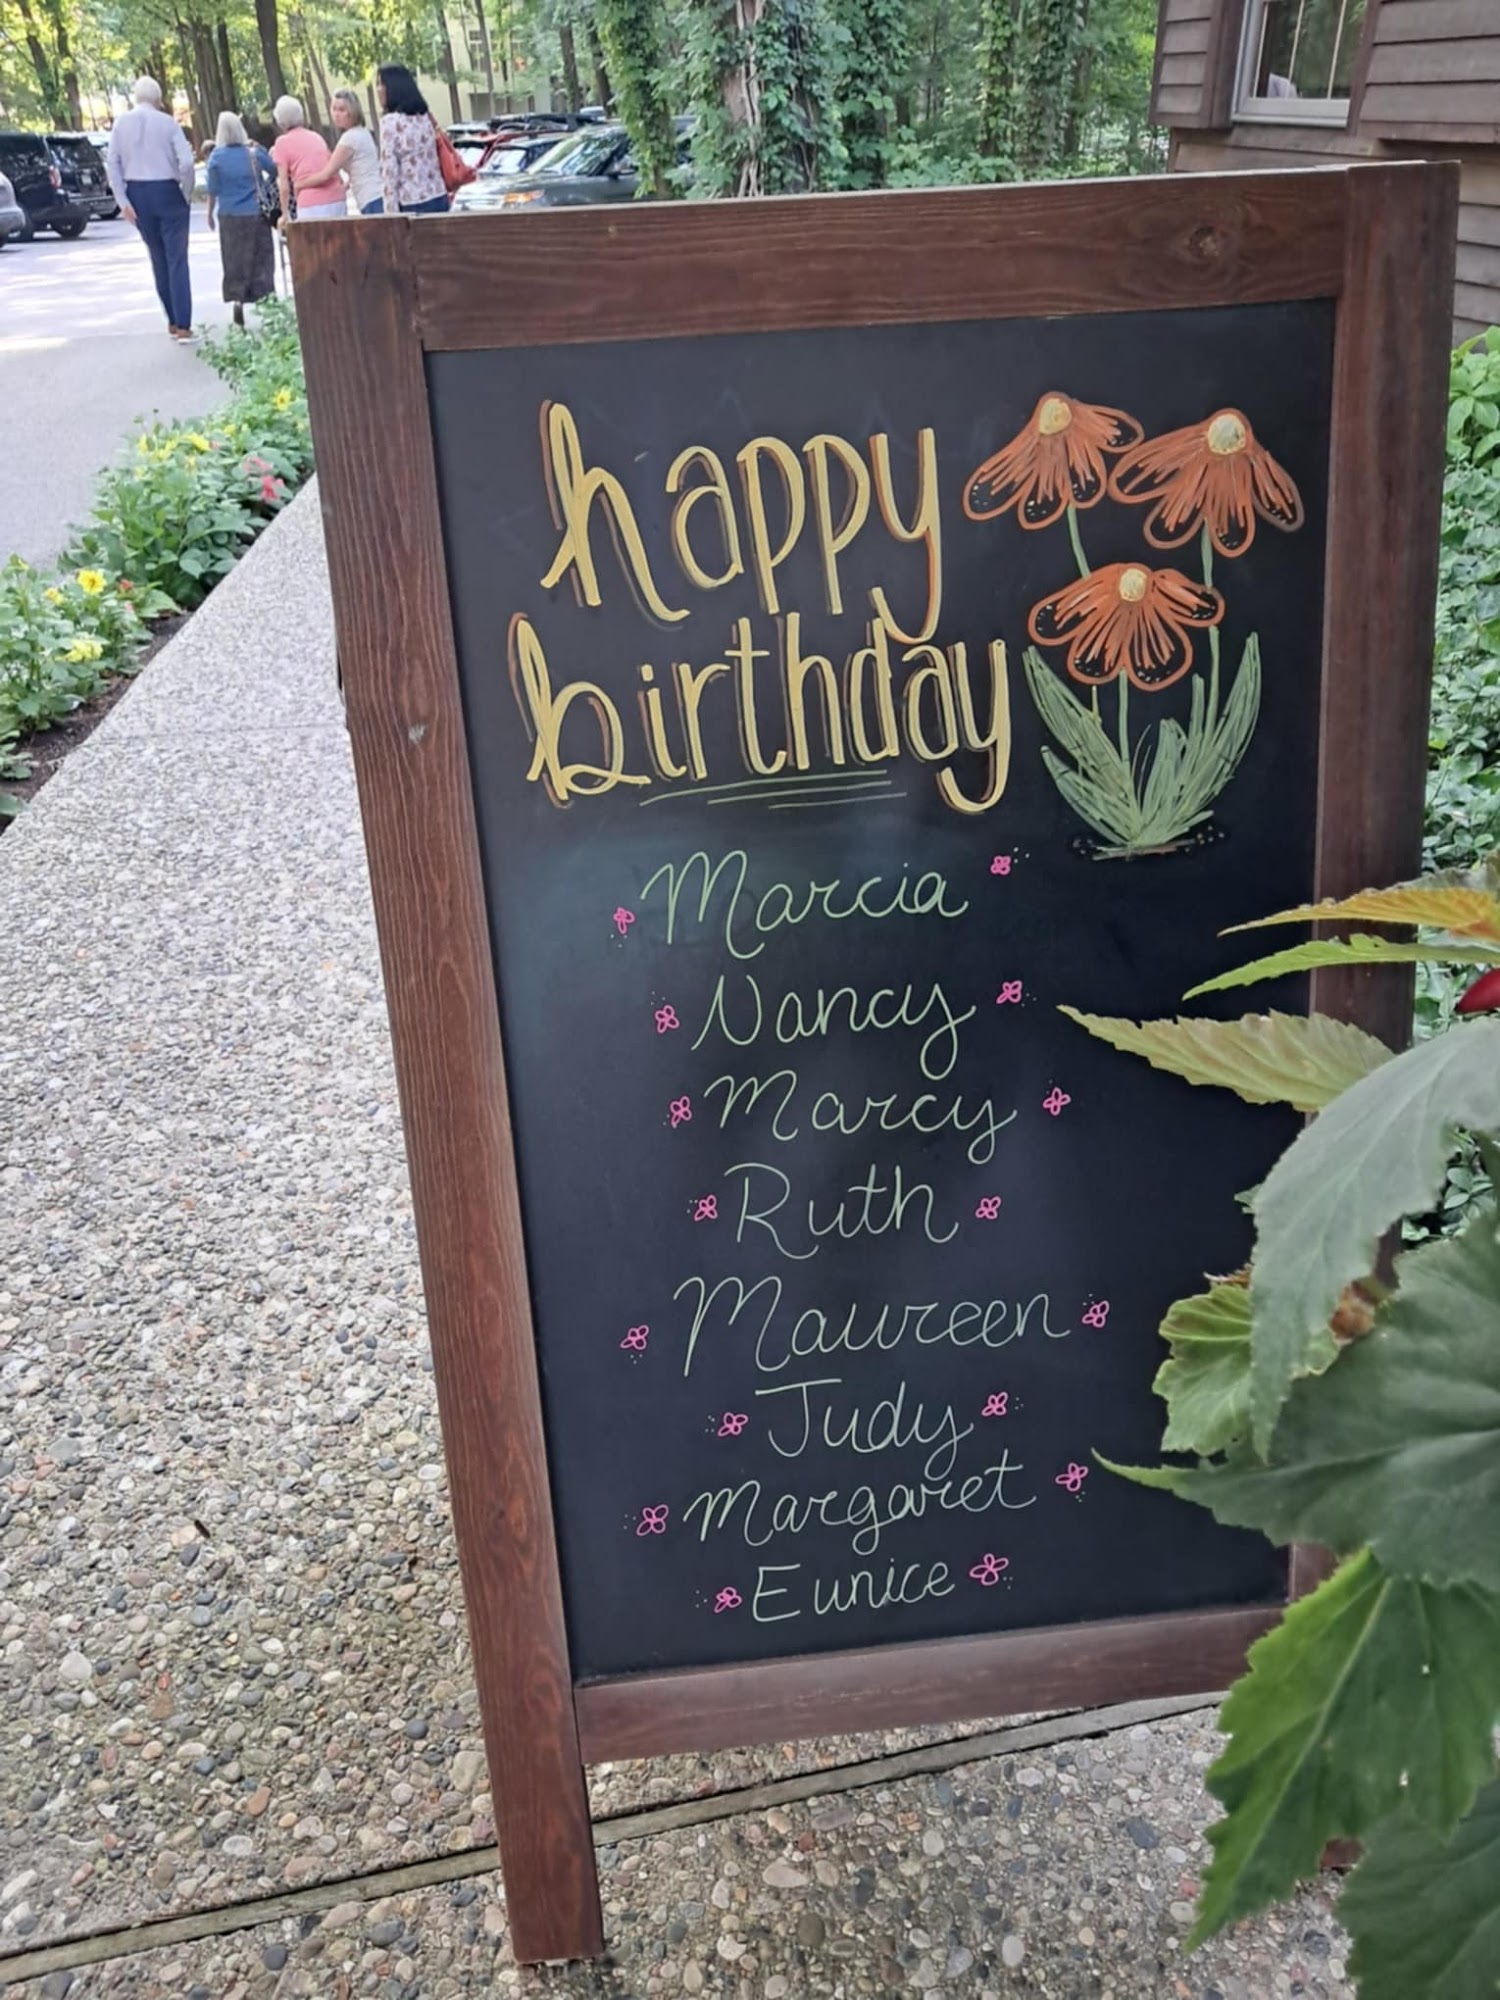 happy
birthday
Marcia
Nancy
Marcy
Ruth
Maureen
Judy
Margaret
Eunice